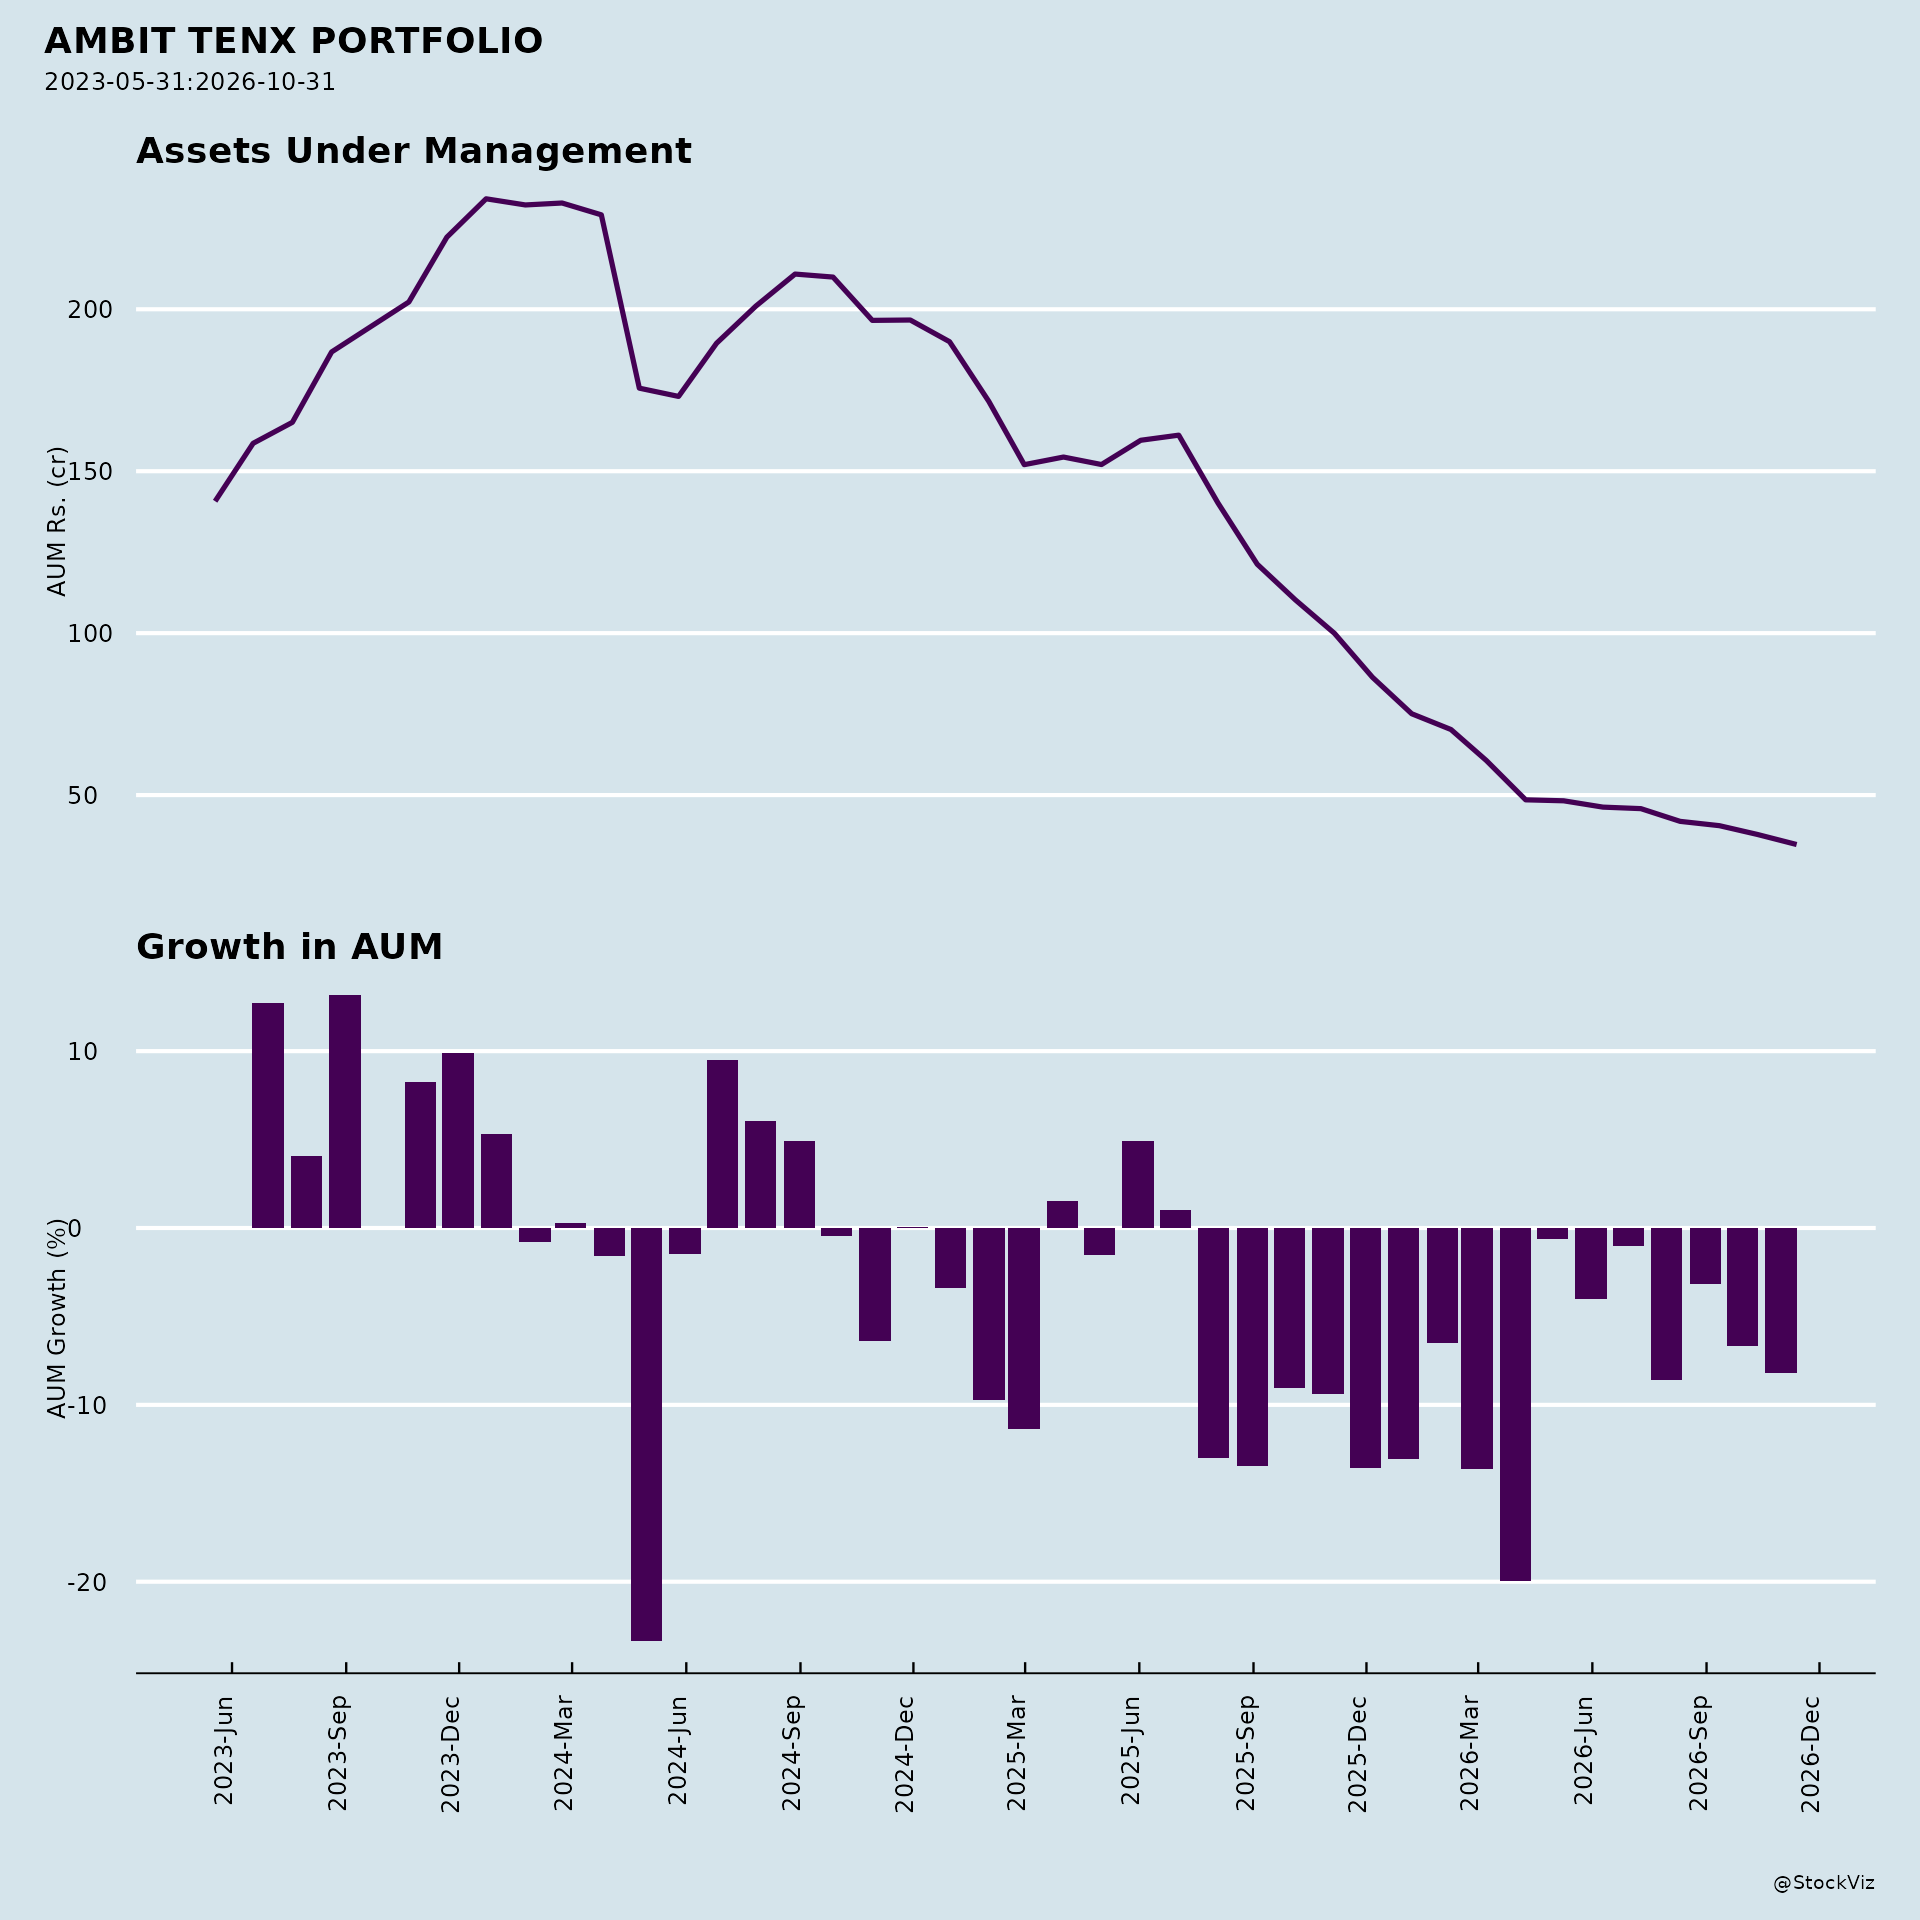 AMBIT TENX PORTFOLIO
2023-05-31:2026-10-31
Assets Under Management
200
150
100
50
AUM Rs. (cr)
Growth in AUM
10
0
-10
-20
AUM Growth (%)
2023-Jun
2023-Sep
2023-Dec
2024-Mar
2024-Jun
2024-Sep
2024-Dec
2025-Mar
2025-Jun
2025-Sep
2025-Dec
2026-Mar
2026-Jun
2026-Sep
2026-Dec
@StockViz